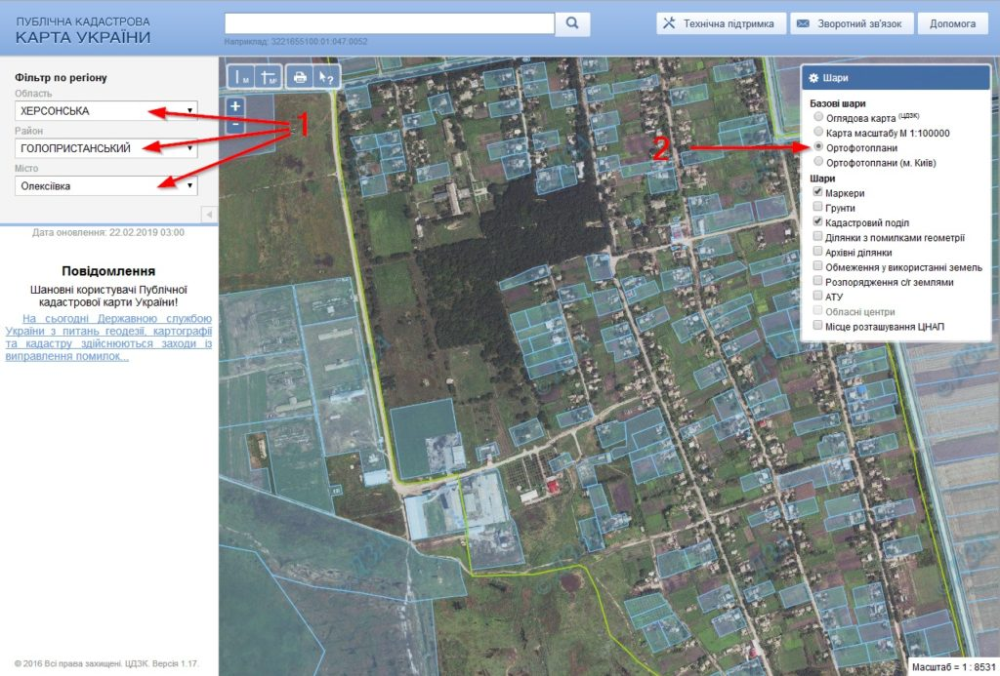 ПУБЛІЧНА КАДАСТРОВА
КАРТА УКРАЇНИ
Наприклад: 3221655100:01:047:0052
Технічна підтримка
Зворотний зв'язок
Допомога
Фільтр по регіону
Область
ХЕРСОНСЬКА
Район
ГОЛОПРИСТАНСЬКИЙ
Місто
Олексіївка
Дата оновлення: 22.02.2019 03:00
Повідомлення
Шановні користувачі Публічної
кадастрової карти України!
На сьогодні Державною службою
України з питань геодезії, картографії
та кадастру здійснюються заходи із
виправлення помилок...
© 2016 Всі права захищені. ЦДЗК. Версія 1.17.
М
М²
?
+
-
1
2
Шари
Базові шари
Оглядова карта (ЦДЗК)
Карта масштабу М 1:100000
Ортофотоплани
Ортофотоплани (м. Київ)
Шари
Маркери
Грунти
Кадастровий поділ
Ділянки з помилками геометрії
Архівні ділянки
Обмеження у використанні земель
Розпорядження с/г землями
АТУ
Обласні центри
Місце розташування ЦНАП
Масштаб = 1 : 8531